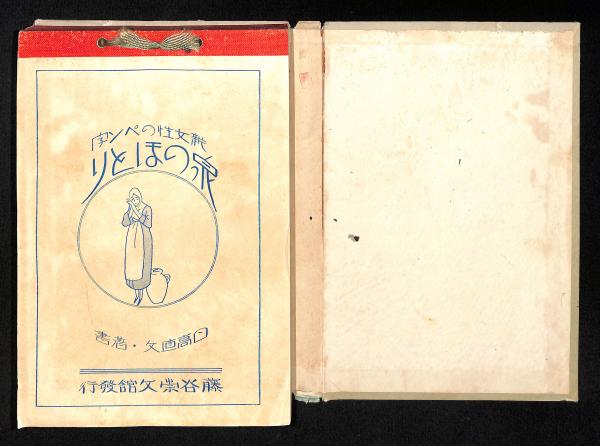 新女性のペン字
泉のほとり
日高直文・著書
藤谷崇文館發行